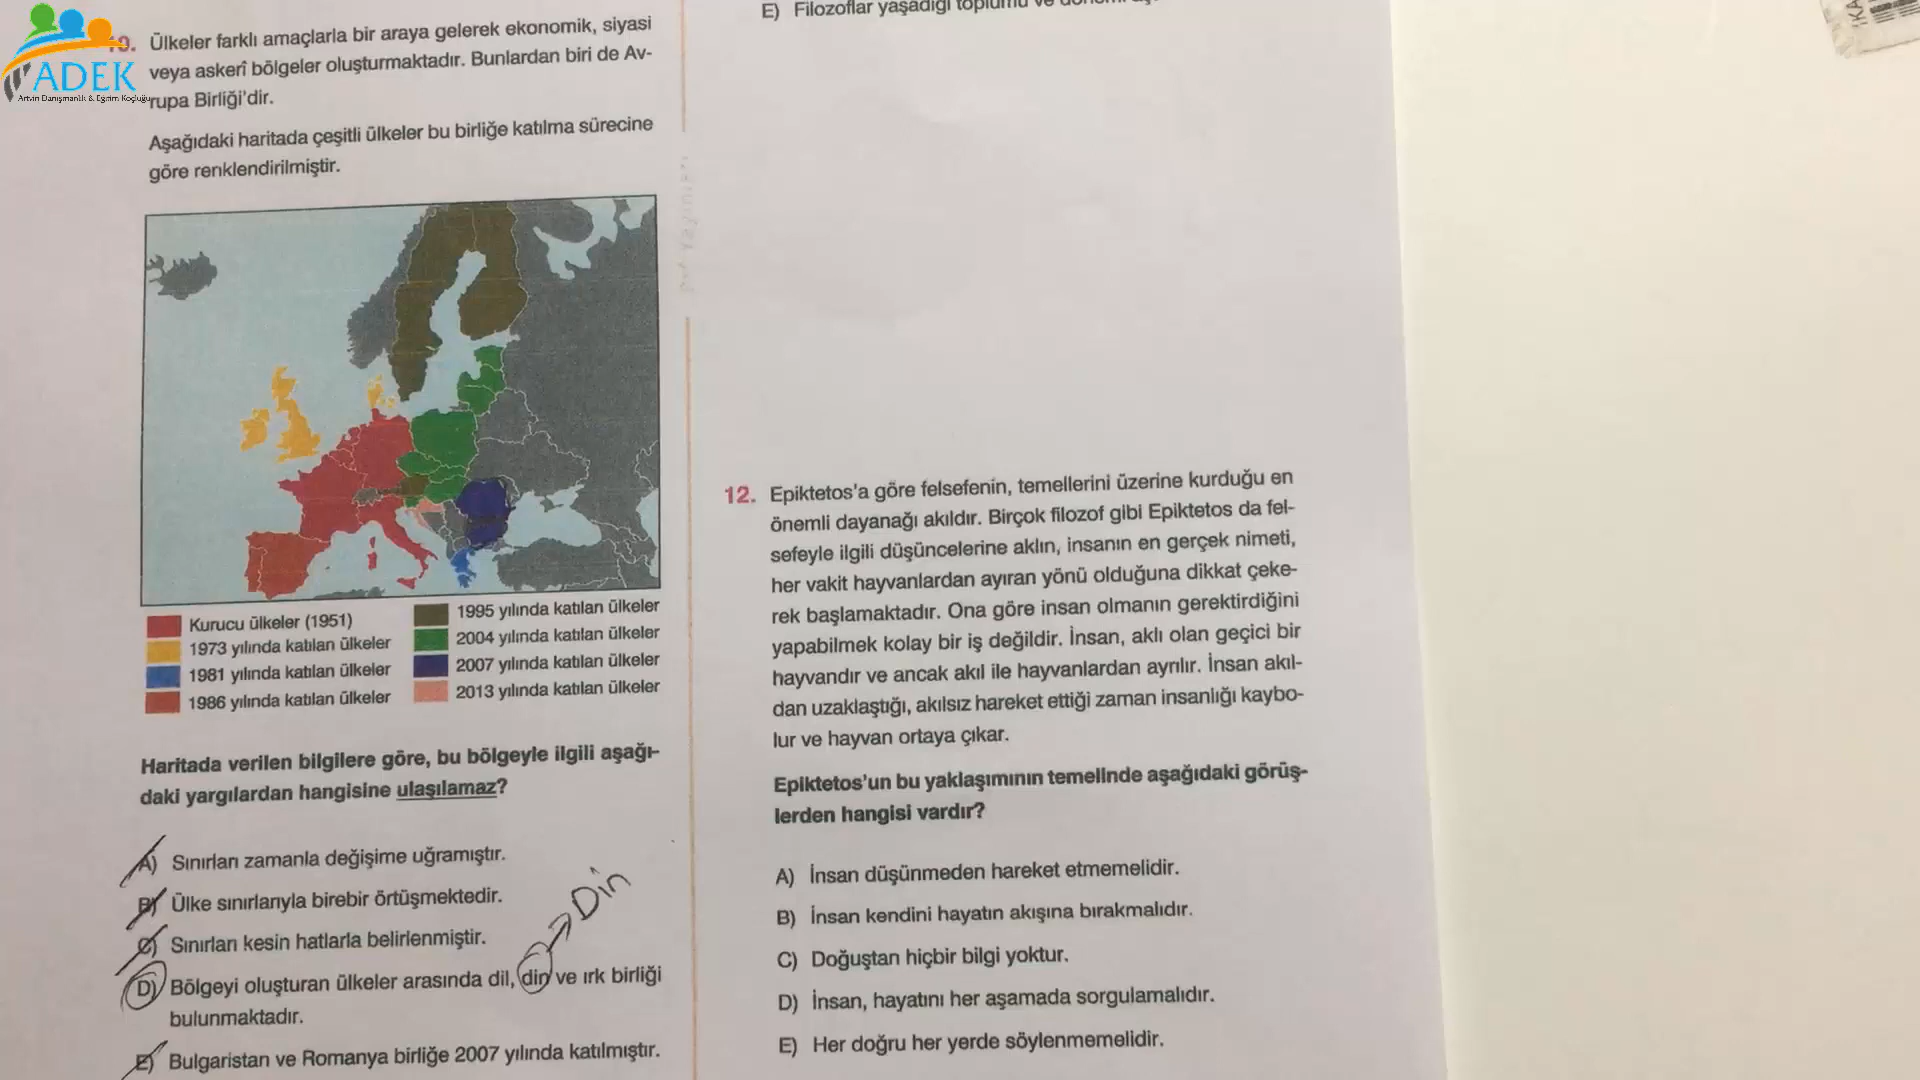 ADEK
Artvin Danışmanlık & Eğitim Koçluğu
10. Ülkeler farklı amaçlarla bir araya gelerek ekonomik, siyasi
veya askerî bölgeler oluşturmaktadır. Bunlardan biri de Av-
rupa Birliği'dir.
Aşağıdaki haritada çeşitli ülkeler bu birliğe katılma sürecine
göre renklendirilmiştir.
Kurucu ülkeler (1951)
1973 yılında katılan ülkeler
1981 yılında katılan ülkeler
1986 yılında katılan ülkeler
1995 yılında katılan ülkeler
2004 yılında katılan ülkeler
2007 yılında katılan ülkeler
2013 yılında katılan ülkeler
Haritada verilen bilgilere göre, bu bölgeyle ilgili aşağı-
daki yargılardan hangisine ulaşılamaz?
A) Sınırları zamanla değişime uğramıştır.
B) Ülke sınırlarıyla birebir örtüşmektedir.
C) Sınırları kesin hatlarla belirlenmiştir.
Din
D) Bölgeyi oluşturan ülkeler arasında dil, din ve ırk birliği
bulunmaktadır.
E) Bulgaristan ve Romanya birliğe 2007 yılında katılmıştır.
E) Filozoflar yaşadığı toplumu ve
12. Epiktetos'a göre felsefenin, temellerini üzerine kurduğu en
önemli dayanağı akıldır. Birçok filozof gibi Epiktetos da fel-
sefeyle ilgili düşüncelerine aklın, insanın en gerçek nimeti,
her vakit hayvanlardan ayıran yönü olduğuna dikkat çeke-
rek başlamaktadır. Ona göre insan olmanın gerektirdiğini
yapabilmek kolay bir iş değildir. İnsan, aklı olan geçici bir
hayvandır ve ancak akıl ile hayvanlardan ayrılır. İnsan akıl-
dan uzaklaştığı, akılsız hareket ettiği zaman insanlığı kaybo-
lur ve hayvan ortaya çıkar.
Epiktetos'un bu yaklaşımının temelinde aşağıdaki görüş-
lerden hangisi vardır?
A) İnsan düşünmeden hareket etmemelidir.
B) İnsan kendini hayatın akışına bırakmalıdır.
C) Doğuştan hiçbir bilgi yoktur.
D) İnsan, hayatını her aşamada sorgulamalıdır.
E) Her doğru her yerde söylenmemelidir.